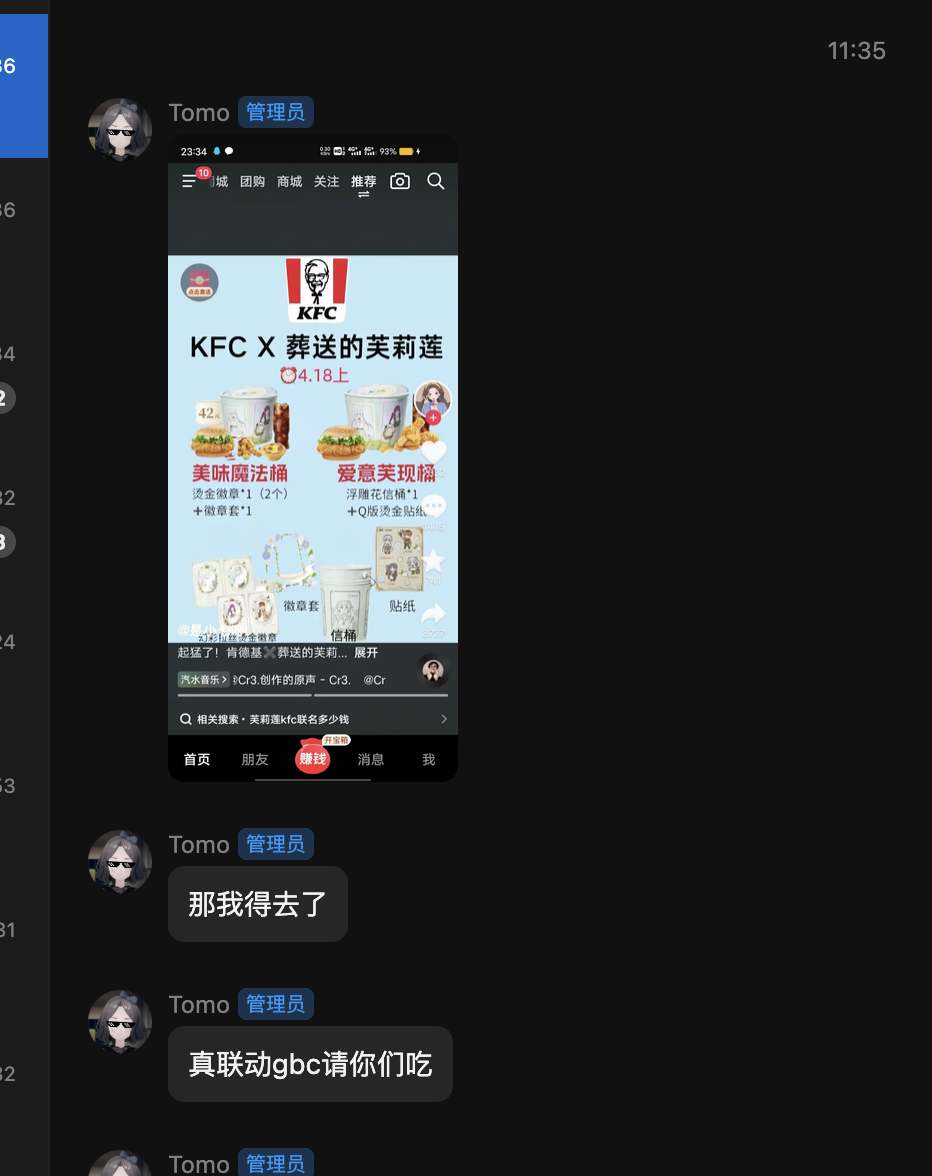 11:35
36
36
34
2
32
3
24
53
31
32
Tomo 管理员
23:34
93%
10
城 团购 商城 关注 推荐
点击激活
KFC
KFC X 葬送的芙莉莲
4.18上
42元
美味魔法桶
烫金徽章*1（2个）
+徽章套*1
爱意芙现桶
浮雕花信桶*1
+Q版烫金贴纸
徽章套
贴纸
幻彩拉丝烫金徽章
信桶
3727
起猛了！肯德基✖️葬送的芙莉... 展开
汽水音乐 @Cr3.创作的原声 - Cr3. @Cr
相关搜索・芙莉莲kfc联名多少钱
开宝箱
首页 朋友 赚钱 消息 我
Tomo 管理员
那我得去了
Tomo 管理员
真联动gbc请你们吃
Tomo 管理员